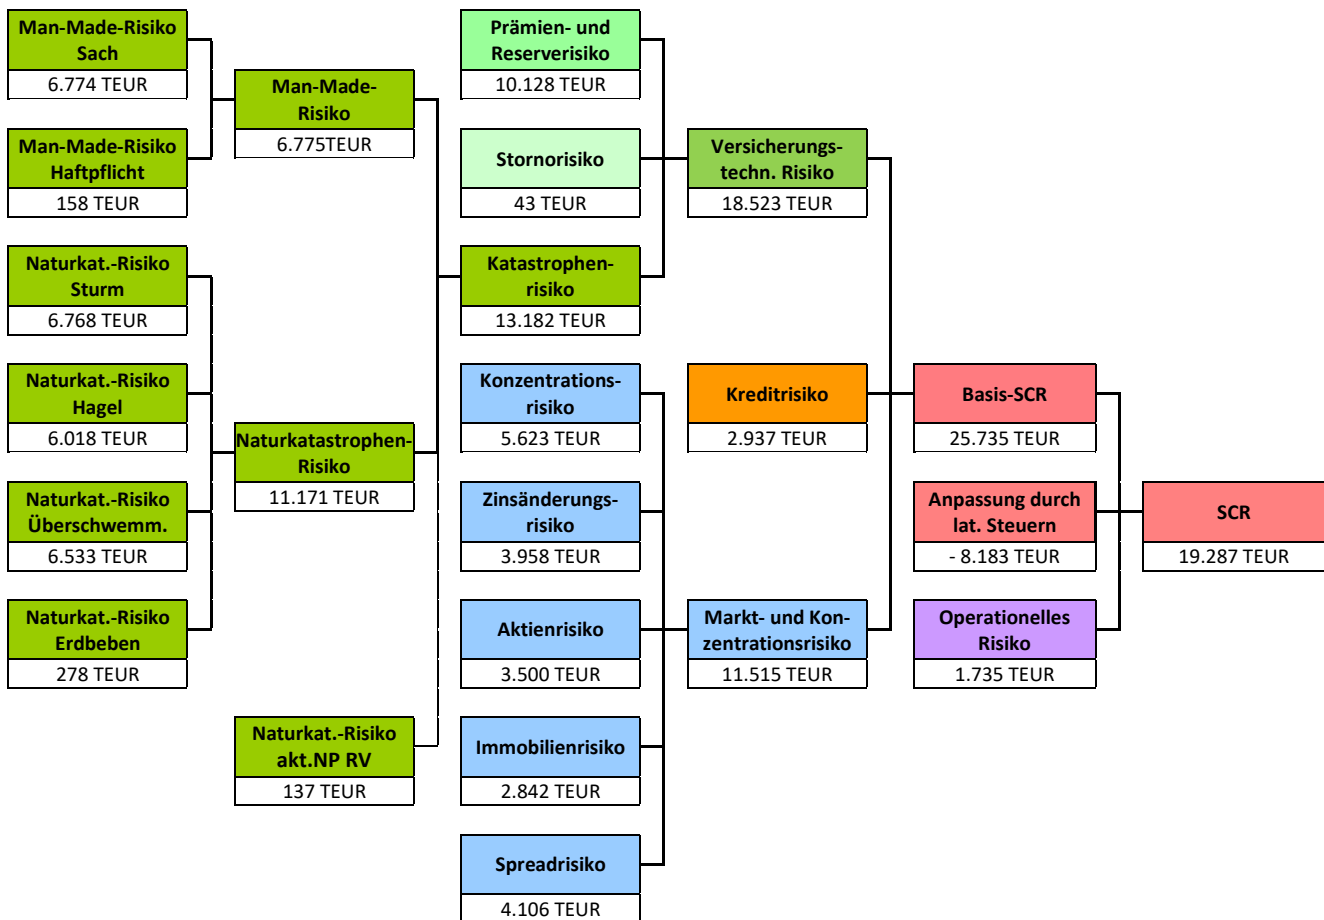 Man-Made-Risiko
Sach
6.774 TEUR
Man-Made-Risiko
Haftpflicht
158 TEUR
Naturkat.-Risiko
Sturm
6.768 TEUR
Naturkat.-Risiko
Hagel
6.018 TEUR
Naturkat.-Risiko
Überschwemm.
6.533 TEUR
Naturkat.-Risiko
Erdbeben
278 TEUR
Man-Made-
Risiko
6.775TEUR
Naturkatastrophen-
Risiko
11.171 TEUR
Naturkat.-Risiko
akt.NP RV
137 TEUR
Prämien- und
Reserverisiko
10.128 TEUR
Stornorisiko
43 TEUR
Katastrophen-
risiko
13.182 TEUR
Konzentrations-
risiko
5.623 TEUR
Zinsänderungs-
risiko
3.958 TEUR
Aktienrisiko
3.500 TEUR
Immobilienrisiko
2.842 TEUR
Spreadrisiko
4.106 TEUR
Versicherungs-
techn. Risiko
18.523 TEUR
Kreditrisiko
2.937 TEUR
Markt- und Kon-
zentrationsrisiko
11.515 TEUR
Basis-SCR
25.735 TEUR
Anpassung durch
lat. Steuern
- 8.183 TEUR
Operationelles
Risiko
1.735 TEUR
SCR
19.287 TEUR